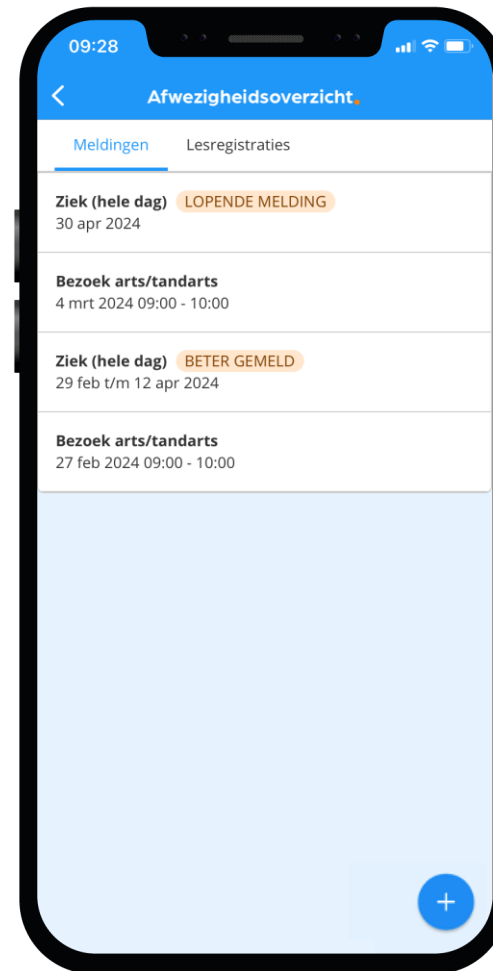 09:28
Afwezigheidsoverzicht.
Meldingen Lesregistraties
Ziek (hele dag) LOPENDE MELDING
30 apr 2024
Bezoek arts/tandarts
4 mrt 2024 09:00 - 10:00
Ziek (hele dag) BETER GEMELD
29 feb t/m 12 apr 2024
Bezoek arts/tandarts
27 feb 2024 09:00 - 10:00
+